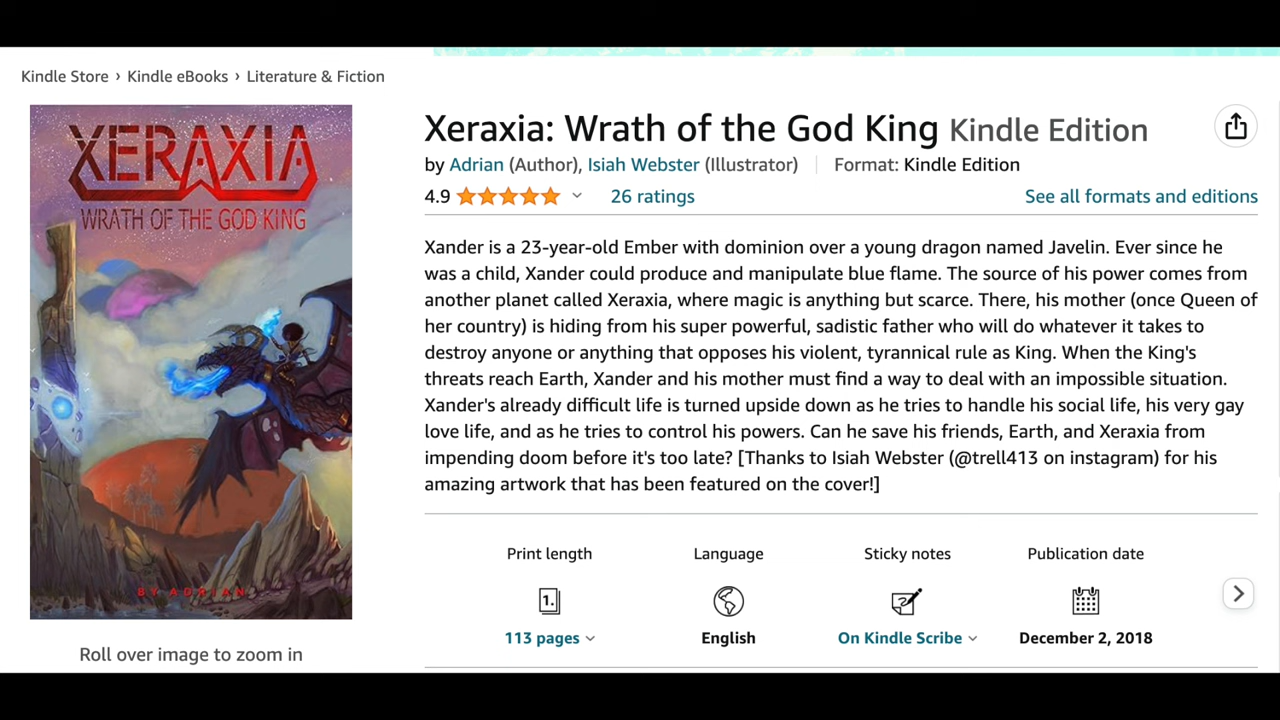 Kindle Store › Kindle eBooks › Literature & Fiction
XERAXIA
WRATH OF THE GOD KING
BY ADRIAN
Roll over image to zoom in
Xeraxia: Wrath of the God King Kindle Edition
by Adrian (Author), Isiah Webster (Illustrator) | Format: Kindle Edition
4.9 26 ratings See all formats and editions
Xander is a 23-year-old Ember with dominion over a young dragon named Javelin. Ever since he
was a child, Xander could produce and manipulate blue flame. The source of his power comes from
another planet called Xeraxia, where magic is anything but scarce. There, his mother (once Queen of
her country) is hiding from his super powerful, sadistic father who will do whatever it takes to
destroy anyone or anything that opposes his violent, tyrannical rule as King. When the King's
threats reach Earth, Xander and his mother must find a way to deal with an impossible situation.
Xander's already difficult life is turned upside down as he tries to handle his social life, his very gay
love life, and as he tries to control his powers. Can he save his friends, Earth, and Xeraxia from
impending doom before it's too late? [Thanks to Isiah Webster (@trell413 on instagram) for his
amazing artwork that has been featured on the cover!]
Print length Language Sticky notes Publication date
1.
113 pages English On Kindle Scribe December 2, 2018